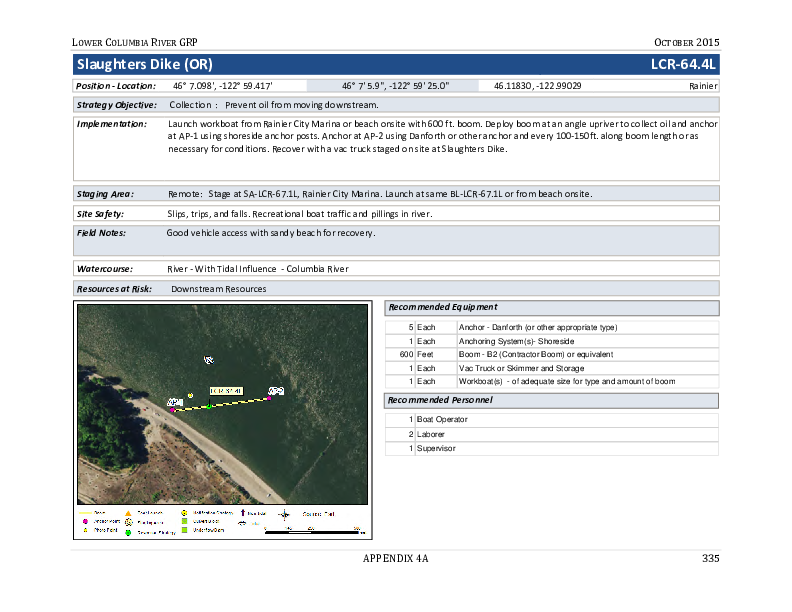 LOWER COLUMBIA RIVER GRP OCTOBER 2015
Slaughters Dike (OR) LCR-64.4L
Position - Location: 46° 7'.098', -122° 59.417' 46° 7' 5.9", -122° 59' 25.0" 46.11830, -122.99029 Rainier
Strategy Objective: Collection : Prevent oil from moving downstream.
Implementation: Launch workboat from Rainier City Marina or beach onsite with 600 ft. boom. Deploy boom at an angle upriver to collect oil and anchor
at AP-1 using shoreside anchor posts. Anchor at AP-2 using Danforth or other anchor and every 100-150 ft. along boom length or as
necessary for conditions. Recover with a vac truck staged on site at Slaughters Dike.
Staging Area: Remote: Stage at SA-LCR-67.1L, Rainier City Marina. Launch at same BL-LCR-67.1L or from beach onsite.
Site Safety: Slips, trips, and falls. Recreational boat traffic and pillings in river.
Field Notes: Good vehicle access with sandy beach for recovery.
Watercourse: River - With Tidal Influence - Columbia River
Resources at Risk: Downstream Resources
Recommended Equipment
5 Each Anchor - Danforth (or other appropriate type)
1 Each Anchoring System(s)- Shoreside
600 Feet Boom - B2 (Contractor Boom) or equivalent
1 Each Vac Truck or Skimmer and Storage
1 Each Workboat(s) - of adequate size for type and amount of boom
Recommended Personnel
1 Boat Operator
2 Laborer
1 Supervisor
AP-2
Anchor Point
Photo Point
APPENDIX 4A 335